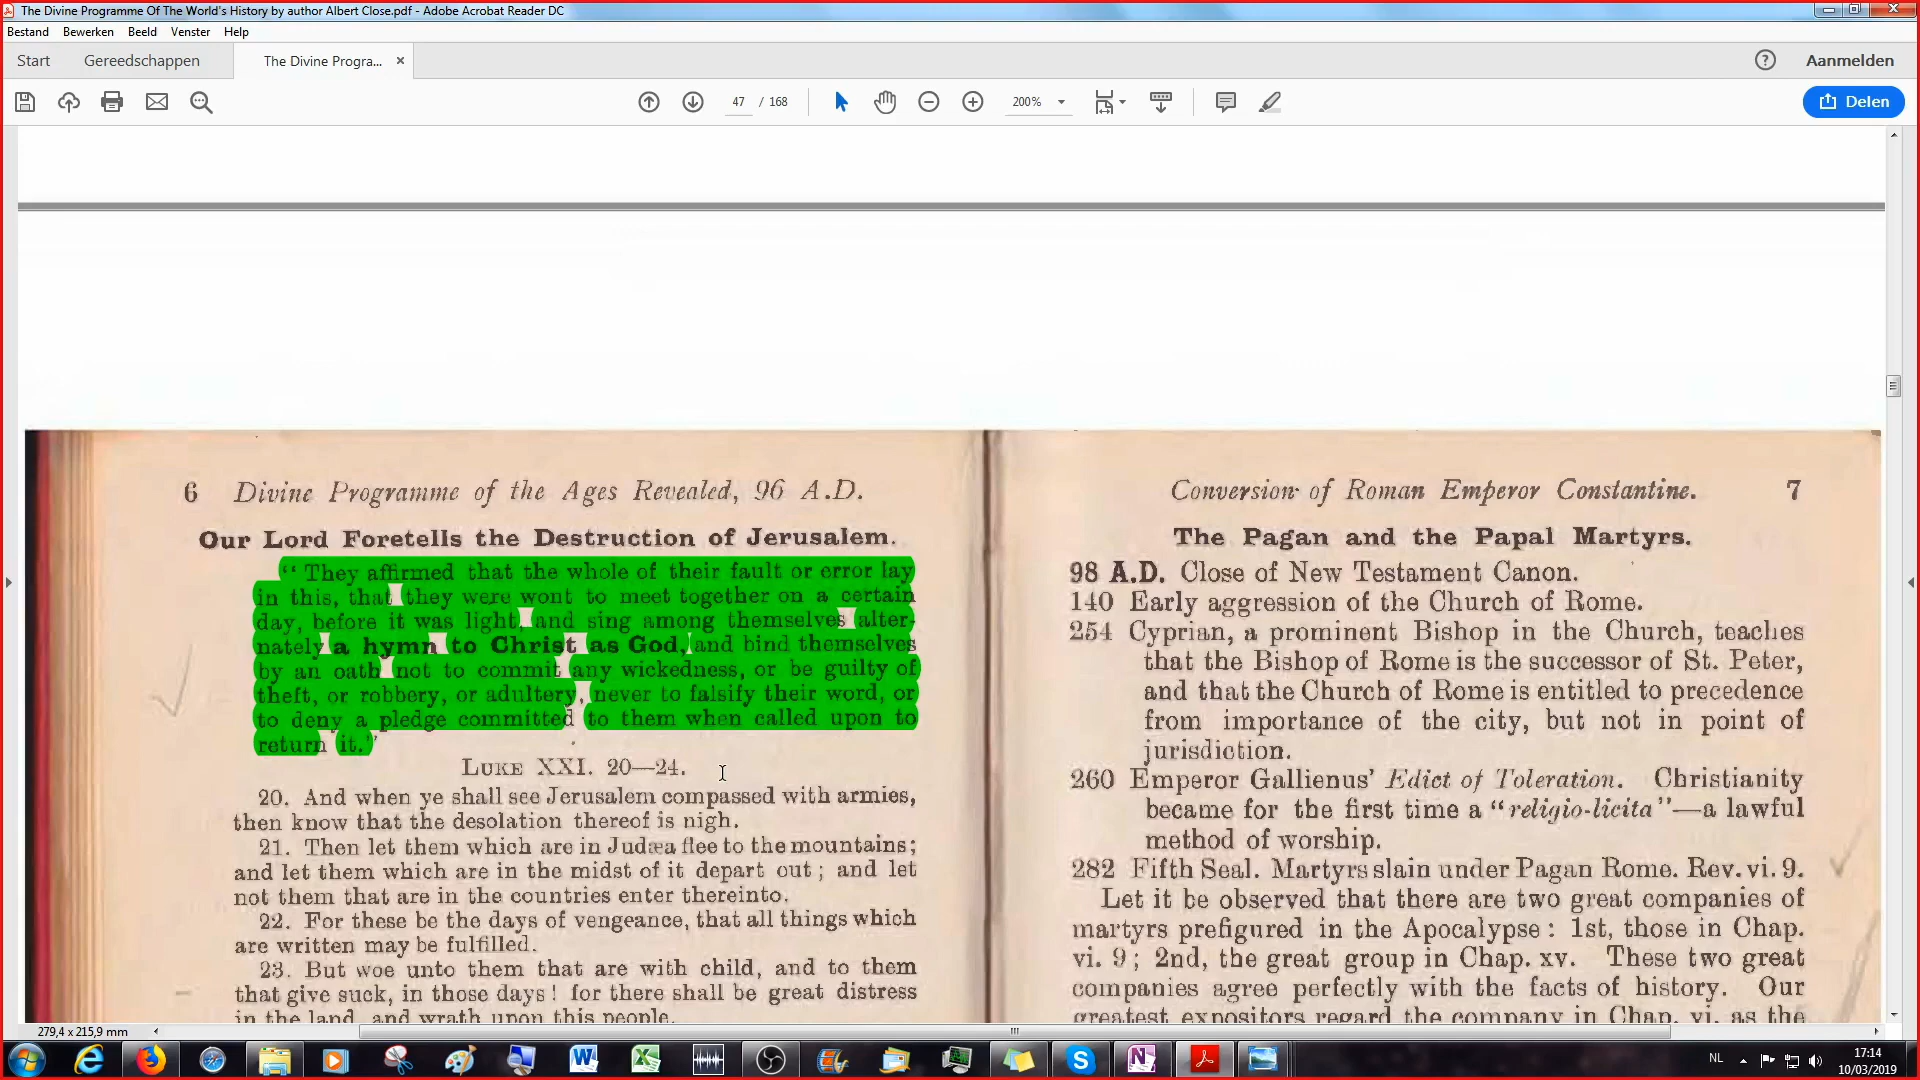 The Divine Programme Of The World's History by author Albert Close.pdf - Adobe Acrobat Reader DC
Bestand Bewerken Beeld Venster Help
Start Gereedschappen The Divine Progra... × Aanmelden
47 / 168 200% Delen
6 Divine Programme of the Ages Revealed, 96 A.D.
Our Lord Foretells the Destruction of Jerusalem.
“They affirmed that the whole of their fault or error lay
in this, that they were wont to meet together on a certain
day, before it was light, and sing among themselves alter-
nately a hymn to Christ as God, and bind themselves
by an oath not to commit any wickedness, or be guilty of
theft, or robbery, or adultery, never to falsify their word, or
to deny a pledge committed to them when called upon to
return it.”
LUKE XXI. 20—24.
20. And when ye shall see Jerusalem compassed with armies,
then know that the desolation thereof is nigh.
21. Then let them which are in Judæa flee to the mountains;
and let them which are in the midst of it depart out; and let
not them that are in the countries enter thereinto.
22. For these be the days of vengeance, that all things which
are written may be fulfilled.
23. But woe unto them that are with child, and to them
that give suck, in those days! for there shall be great distress
in the land, and wrath upon this people.
Conversion of Roman Emperor Constantine. 7
The Pagan and the Papal Martyrs.
98 A.D. Close of New Testament Canon.
140 Early aggression of the Church of Rome.
254 Cyprian, a prominent Bishop in the Church, teaches
that the Bishop of Rome is the successor of St. Peter,
and that the Church of Rome is entitled to precedence
from importance of the city, but not in point of
jurisdiction.
260 Emperor Gallienus' Edict of Toleration. Christianity
became for the first time a “religio-licita”—a lawful
method of worship.
282 Fifth Seal. Martyrs slain under Pagan Rome. Rev. vi. 9.
Let it be observed that there are two great companies of
martyrs prefigured in the Apocalypse: 1st, those in Chap.
vi. 9; 2nd, the great group in Chap. xv. These two great
companies agree perfectly with the facts of history. Our
greatest expositors regard the company in Chap. vi. as the
279,4 x 215,9 mm
NL
17:14
10/03/2019